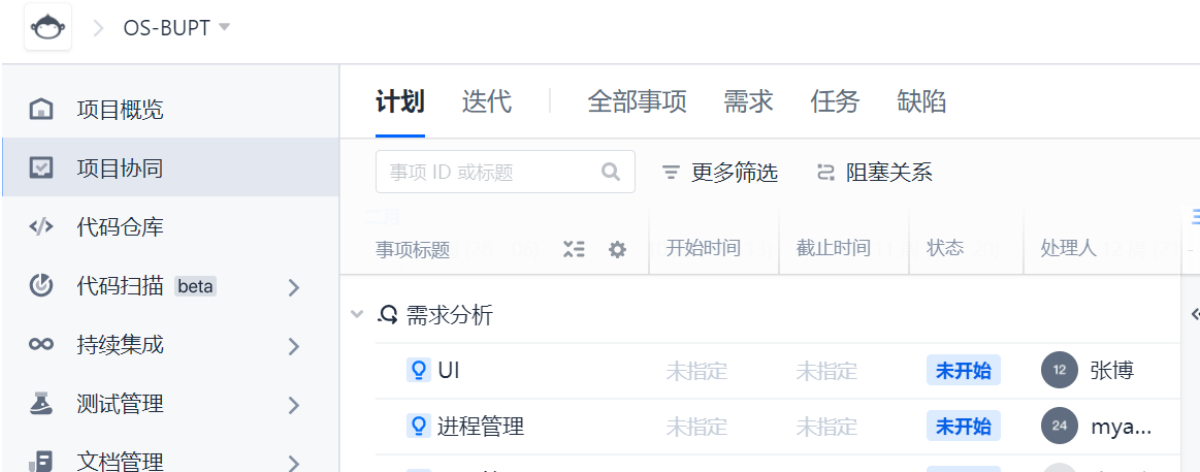 OS-BUPT
项目概览
项目协同
代码仓库
代码扫描 beta
持续集成
测试管理
文档管理
计划 迭代 全部事项 需求 任务 缺陷
事项 ID 或标题 更多筛选 阻塞关系
事项标题 开始时间 截止时间 状态 处理人
需求分析
UI 未指定 未指定 未开始 12 张博
进程管理 未指定 未指定 未开始 24 mya...